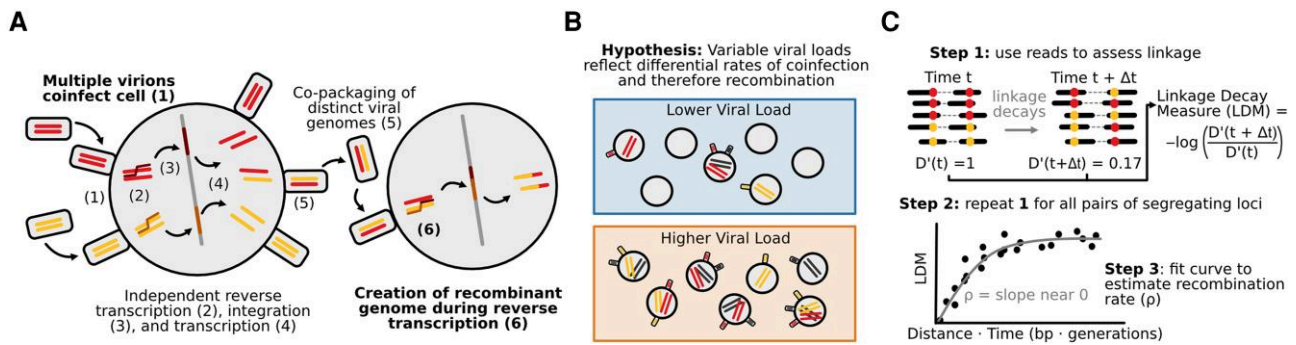 A
Multiple virions
coinfect cell (1)
Co-packaging of
distinct viral
genomes (5)
(1)
(2)
(3)
(4)
(5)
(6)
Independent reverse
transcription (2), integration
(3), and transcription (4)
Creation of recombinant
genome during reverse
transcription (6)
B
Hypothesis: Variable viral loads
reflect differential rates of coinfection
and therefore recombination
Lower Viral Load
Higher Viral Load
C
Step 1: use reads to assess linkage
Time t
Time t + Δt
linkage
decays
D'(t) =1
D'(t+Δt) = 0.17
Linkage Decay
Measure (LDM) =
−log(D'(t + Δt)/D'(t))
Step 2: repeat 1 for all pairs of segregating loci
LDM
ρ = slope near 0
Step 3: fit curve to
estimate recombination
rate (ρ)
Distance · Time (bp · generations)